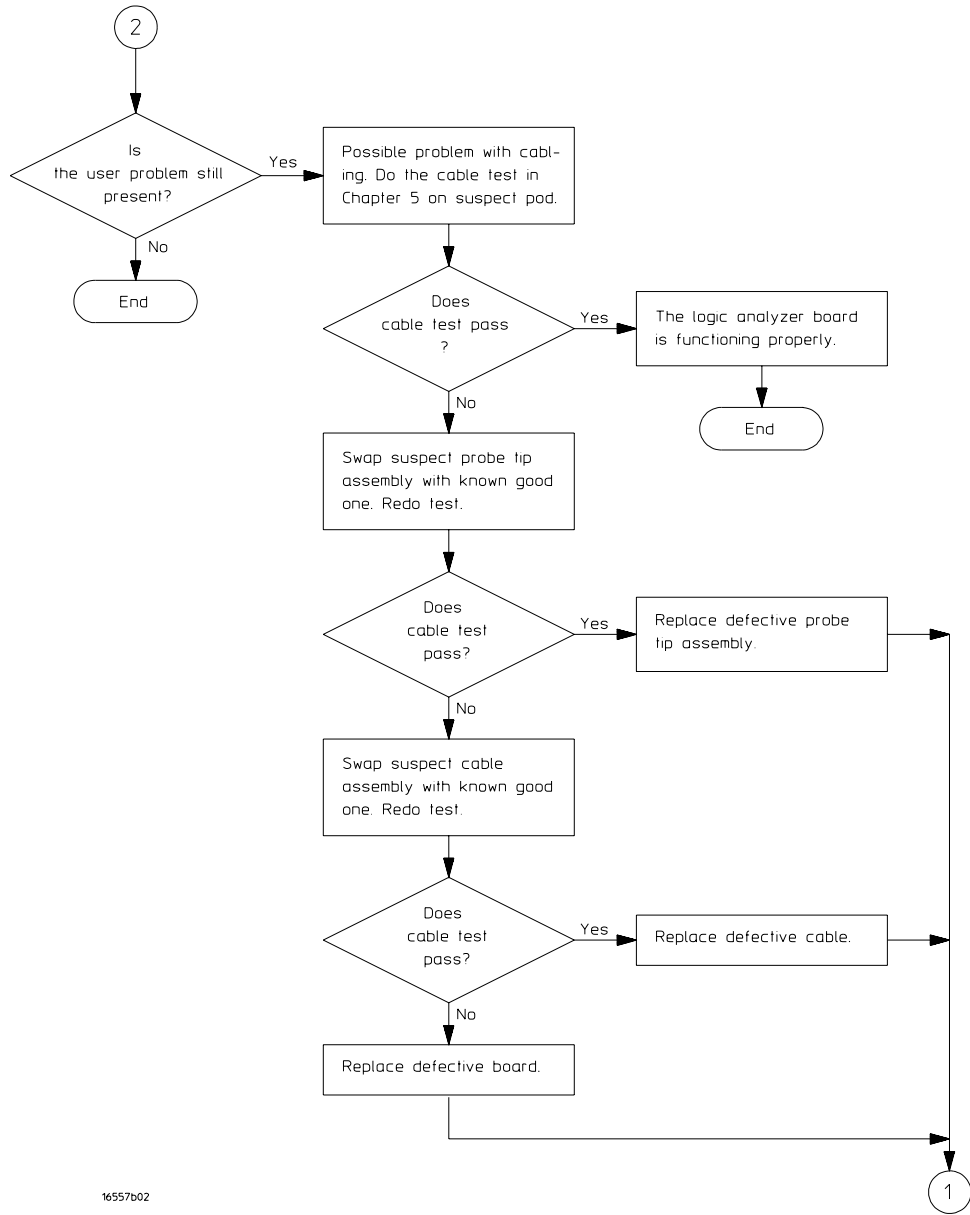 2
Is
the user problem still
present?
Yes
Possible problem with cabl-
ing. Do the cable test in
Chapter 5 on suspect pod.
No
End
Does
cable test pass
?
Yes
The logic analyzer board
is functioning properly.
No
End
Swap suspect probe tip
assembly with known good
one. Redo test.
Does
cable test
pass?
Yes
Replace defective probe
tip assembly.
No
Swap suspect cable
assembly with known good
one. Redo test.
Does
cable test
pass?
Yes
Replace defective cable.
No
Replace defective board.
1
16557b02